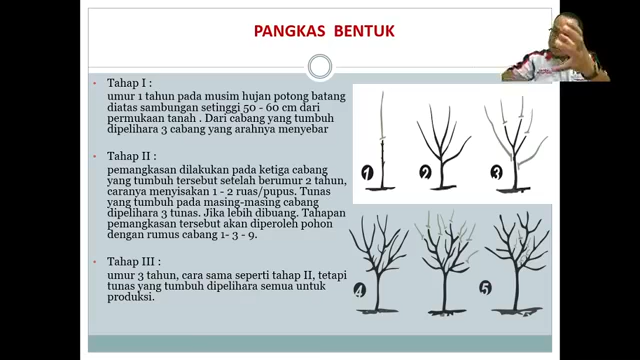 PANGKAS BENTUK
• Tahap I :
umur 1 tahun pada musim hujan potong batang
diatas sambungan setinggi 50 - 60 cm dari
permukaan tanah . Dari cabang yang tumbuh
dipelihara 3 cabang yang arahnya menyebar
• Tahap II :
pemangkasan dilakukan pada ketiga cabang
yang tumbuh tersebut setelah berumur 2 tahun,
caranya menyisakan 1 - 2 ruas/pupus. Tunas
yang tumbuh pada masing-masing cabang
dipelihara 3 tunas. Jika lebih dibuang. Tahapan
pemangkasan tersebut akan diperoleh pohon
dengan rumus cabang 1- 3 - 9.
• Tahap III :
umur 3 tahun, cara sama seperti tahap II, tetapi
tunas yang tumbuh dipelihara semua untuk
produksi.
1 2 3
4 5